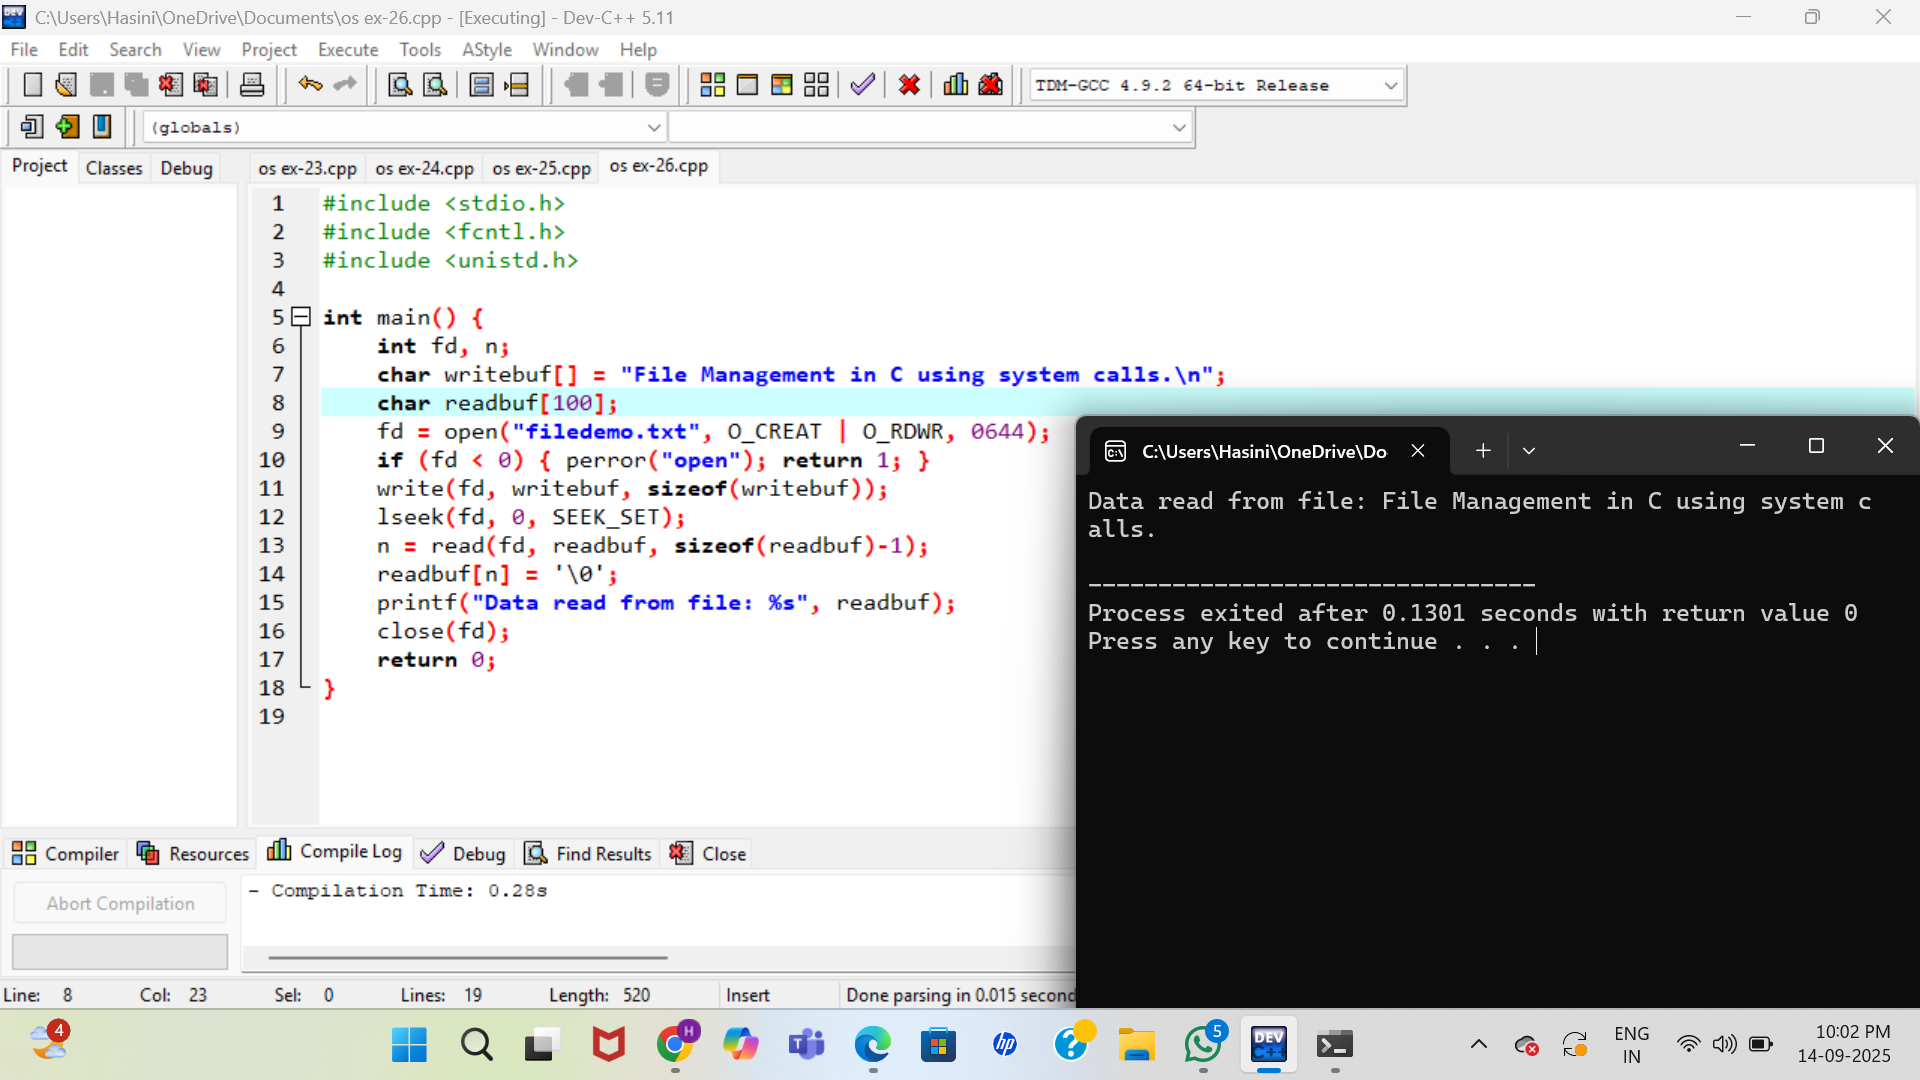 C:\Users\Hasini\OneDrive\Documents\os ex-26.cpp - [Executing] - Dev-C++ 5.11
File Edit Search View Project Execute Tools AStyle Window Help
TDM-GCC 4.9.2 64-bit Release
(globals)
Project Classes Debug os ex-23.cpp os ex-24.cpp os ex-25.cpp os ex-26.cpp
1 #include <stdio.h>
2 #include <fcntl.h>
3 #include <unistd.h>
4
5 int main() {
6 int fd, n;
7 char writebuf[] = "File Management in C using system calls.\n";
8 char readbuf[100];
9 fd = open("filedemo.txt", O_CREAT | O_RDWR, 0644);
10 if (fd < 0) { perror("open"); return 1; }
11 write(fd, writebuf, sizeof(writebuf));
12 lseek(fd, 0, SEEK_SET);
13 n = read(fd, readbuf, sizeof(readbuf)-1);
14 readbuf[n] = '\0';
15 printf("Data read from file: %s", readbuf);
16 close(fd);
17 return 0;
18 }
19
C:\Users\Hasini\OneDrive\Do
Data read from file: File Management in C using system c
alls.
--------------------------------
Process exited after 0.1301 seconds with return value 0
Press any key to continue . . .
Compiler Resources Compile Log Debug Find Results Close
Abort Compilation
- Compilation Time: 0.28s
Line: 8 Col: 23 Sel: 0 Lines: 19 Length: 520 Insert Done parsing in 0.015 second
4
H
hp
5
DEV
C++
ENG
IN
10:02 PM
14-09-2025